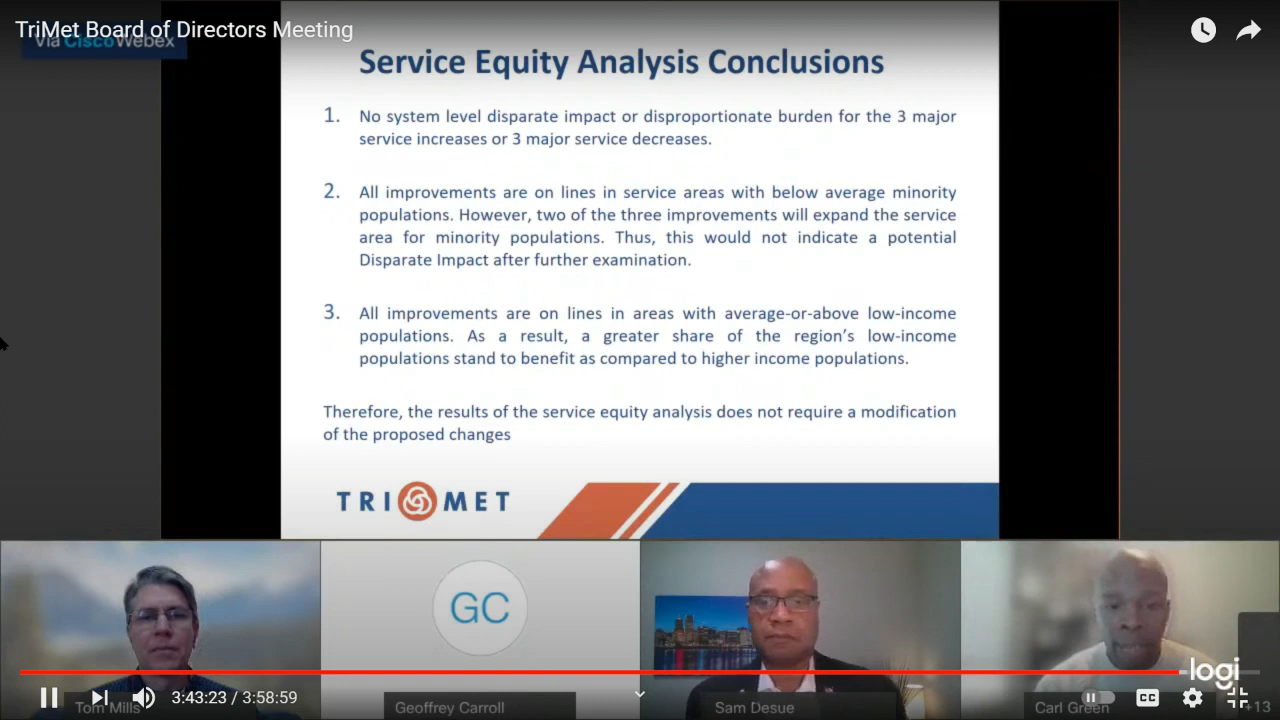 TriMet Board of Directors Meeting
Via Cisco Webex
Service Equity Analysis Conclusions
1. No system level disparate impact or disproportionate burden for the 3 major
service increases or 3 major service decreases.
2. All improvements are on lines in service areas with below average minority
populations. However, two of the three improvements will expand the service
area for minority populations. Thus, this would not indicate a potential
Disparate Impact after further examination.
3. All improvements are on lines in areas with average-or-above low-income
populations. As a result, a greater share of the region’s low-income
populations stand to benefit as compared to higher income populations.
Therefore, the results of the service equity analysis does not require a modification
of the proposed changes
TRI MET
GC
logi
3:43:23 / 3:58:59
CC
Tom Mills
Geoffrey Carroll
Sam Desue
Carl Green
+13